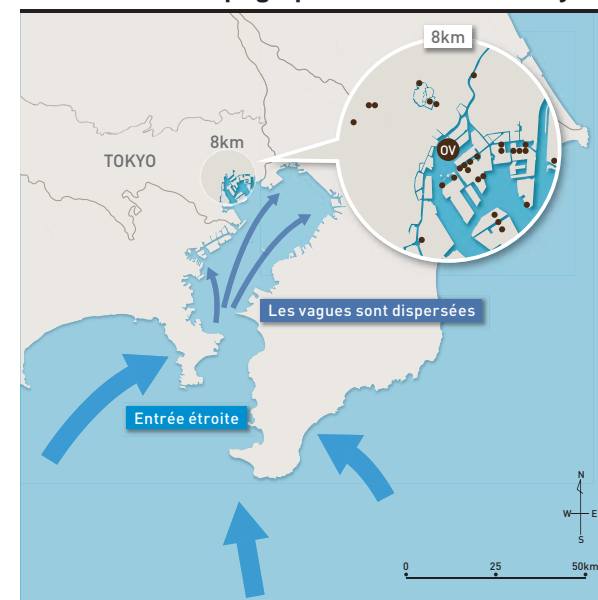 8km
OV
8km
TOKYO
Les vagues sont dispersées
Entrée étroite
N
W E
S
0 25 50km